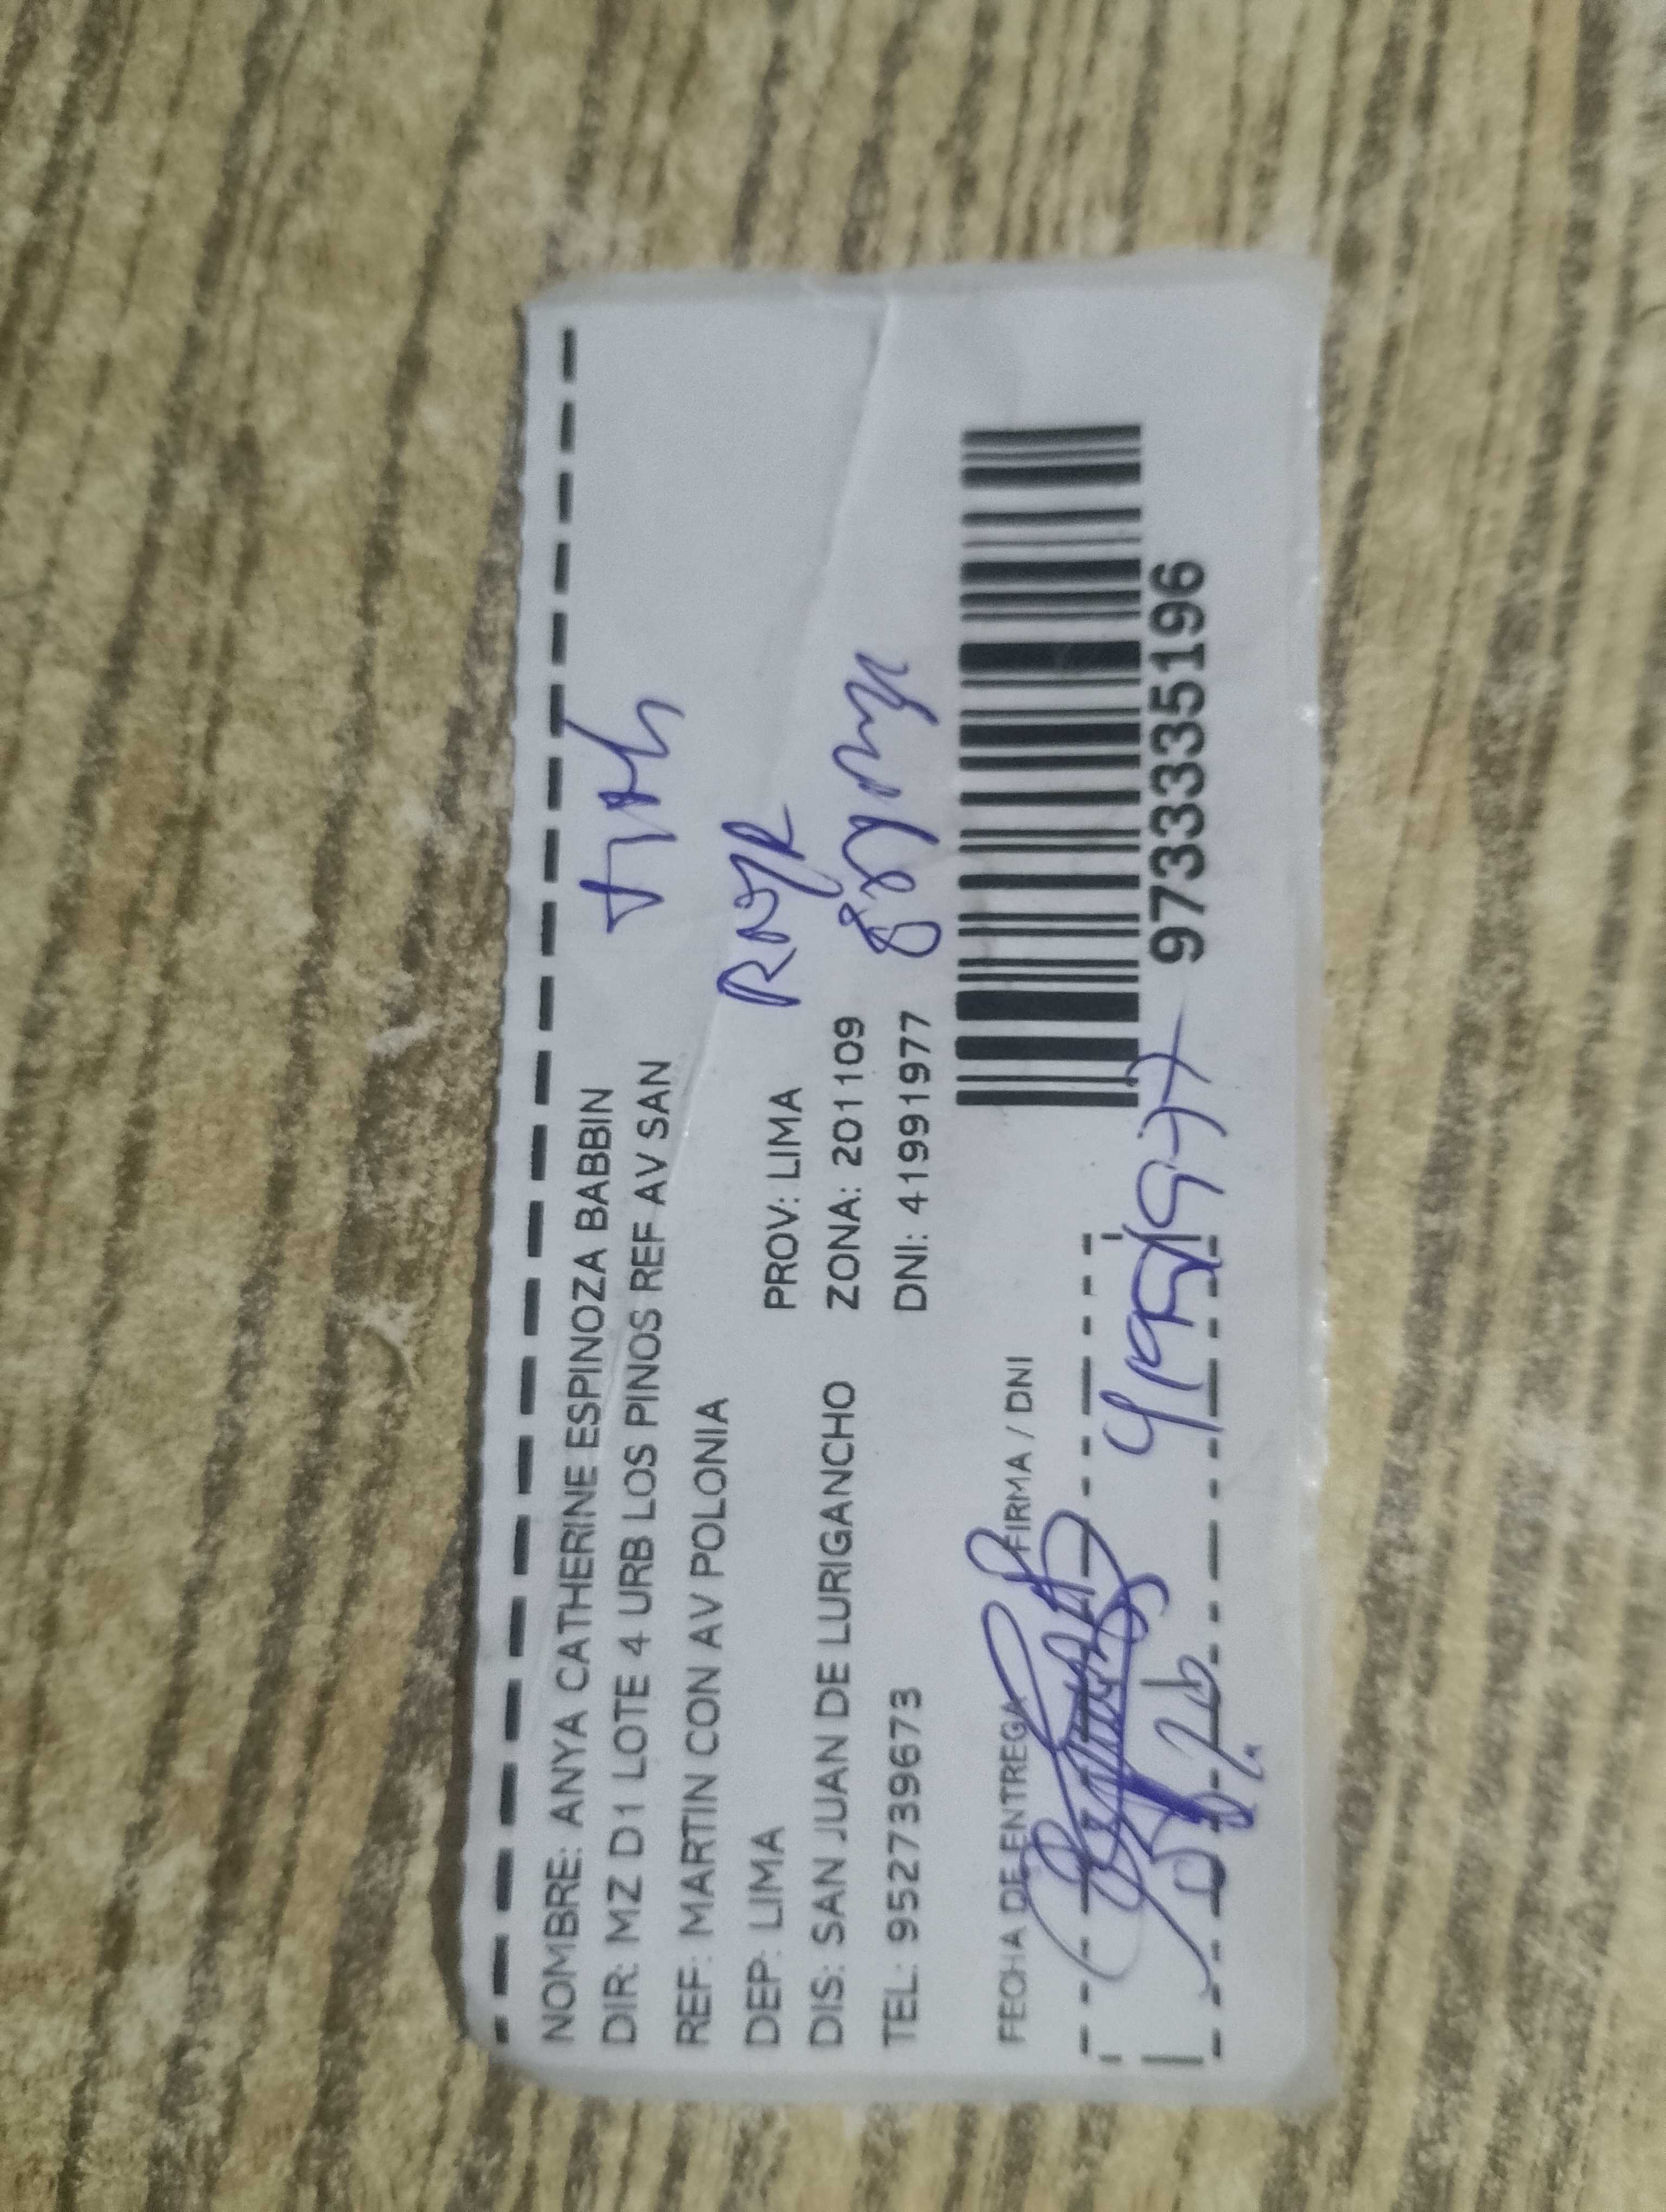 NOMBRE: ANYA CATHERINE ESPINOZA BABBIN
DIR: MZ D1 LOTE 4 URB LOS PINOS REF AV SAN
REF: MARTIN CON AV POLONIA
DEP: LIMA PROV: LIMA
DIS: SAN JUAN DE LURIGANCHO ZONA: 201109
TEL: 952739673 DNI: 41991977
FECHA DE ENTREGA FIRMA / DNI
973333335196